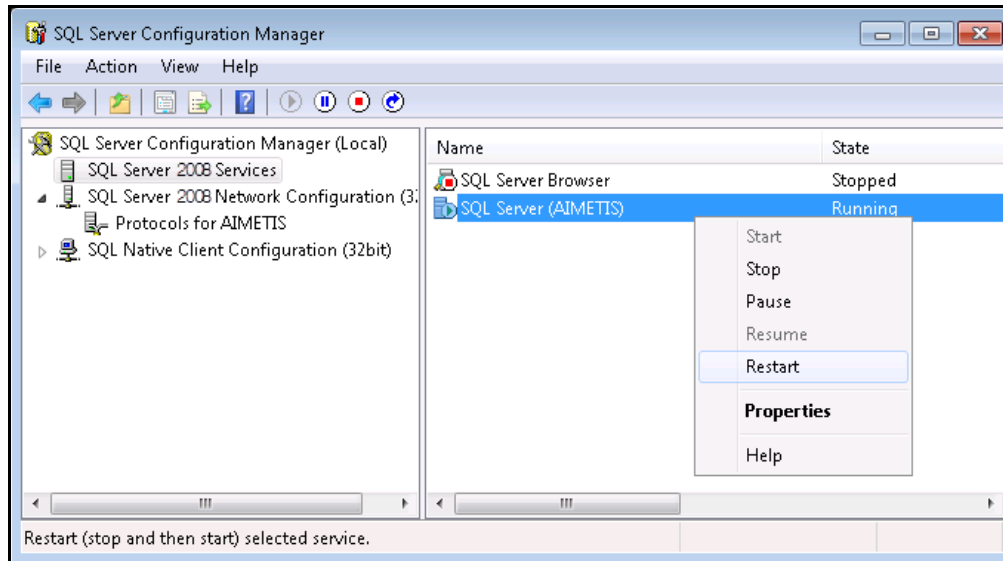 SQL Server Configuration Manager
File Action View Help
SQL Server Configuration Manager (Local)
SQL Server 2008 Services
SQL Server 2008 Network Configuration (3
Protocols for AIMETIS
SQL Native Client Configuration (32bit)
Name State
SQL Server Browser Stopped
SQL Server (AIMETIS) Running
Start
Stop
Pause
Resume
Restart
Properties
Help
Restart (stop and then start) selected service.